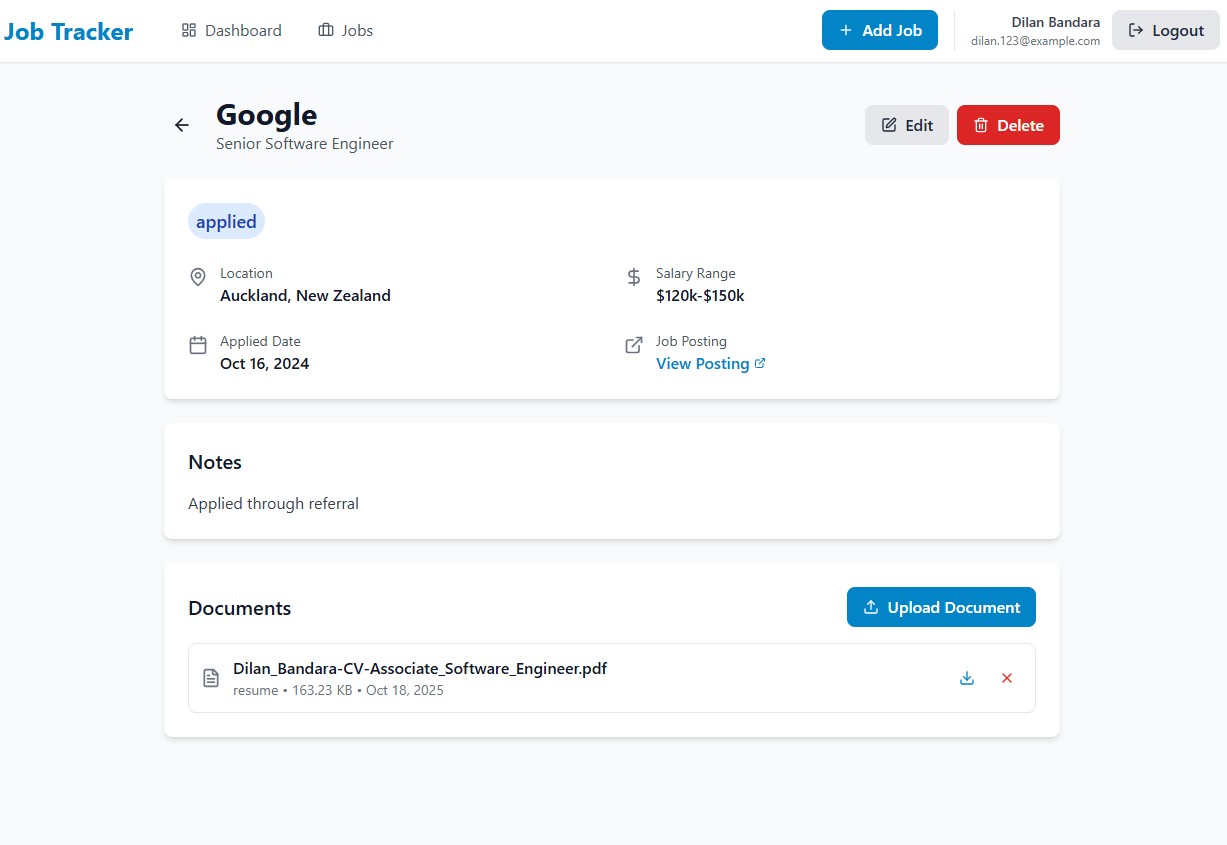 Job Tracker
Dashboard
Jobs
Add Job
Dilan Bandara
dilan.123@example.com
Logout
Google
Senior Software Engineer
Edit
Delete
applied
Location
Auckland, New Zealand
Salary Range
$120k-$150k
Applied Date
Oct 16, 2024
Job Posting
View Posting
Notes
Applied through referral
Documents
Upload Document
Dilan_Bandara-CV-Associate_Software_Engineer.pdf
resume • 163.23 KB • Oct 18, 2025